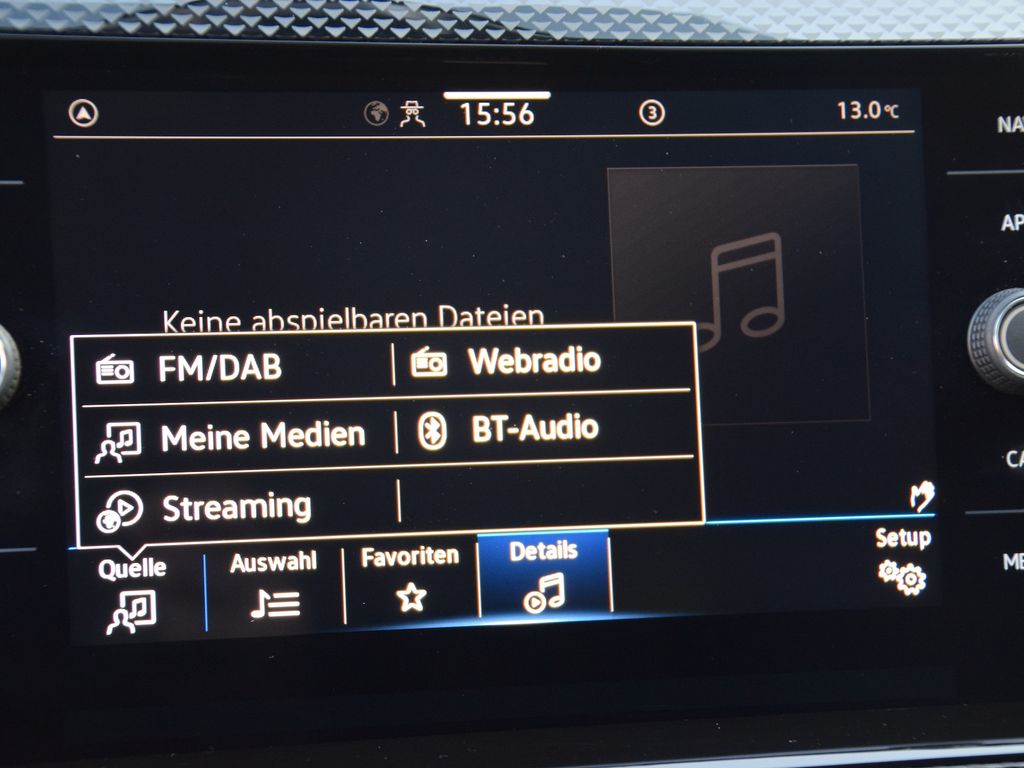 15:56
3
13.0°C
Keine abspielbaren Dateien
FM/DAB
Webradio
Meine Medien
BT-Audio
Streaming
Quelle
Auswahl
Favoriten
Details
Setup